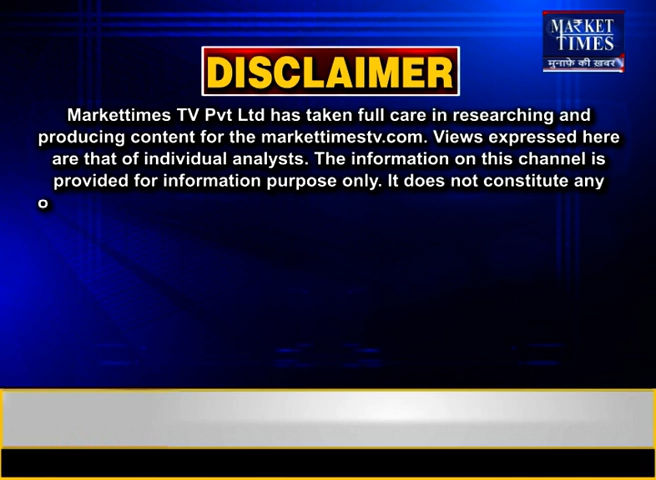 MARKET
TIMES
मुनाफे की ख़बर
DISCLAIMER
Markettimes TV Pvt Ltd has taken full care in researching and
producing content for the markettimestv.com. Views expressed here
are that of individual analysts. The information on this channel is
provided for information purpose only. It does not constitute any
o